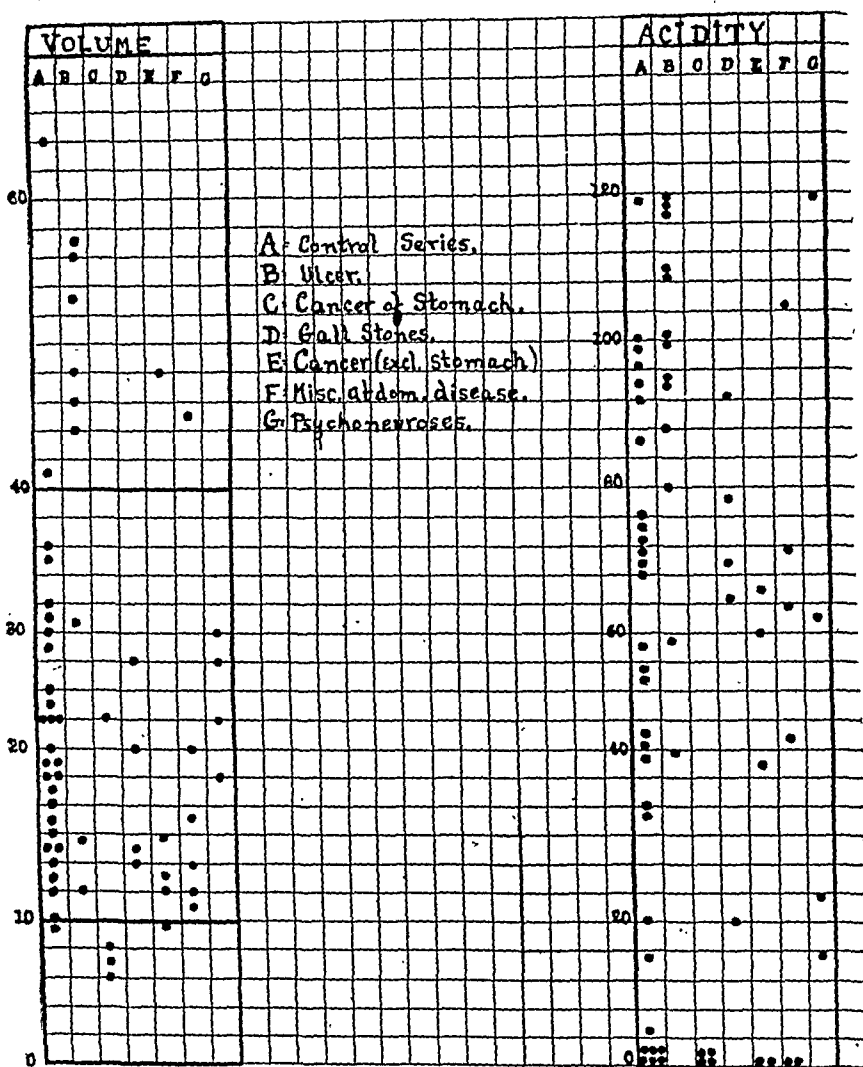 VOLUME
A B C D E F G
60
40
30
20
10
0
A= Control Series.
B= Ulcer.
C= Cancer of Stomach.
D= Gall Stones.
E= Cancer (excl. stomach)
F= Misc. abdom. disease.
G= Psychoneuroses.
ACIDITY
A B C D E F G
120
100
80
60
40
20
0